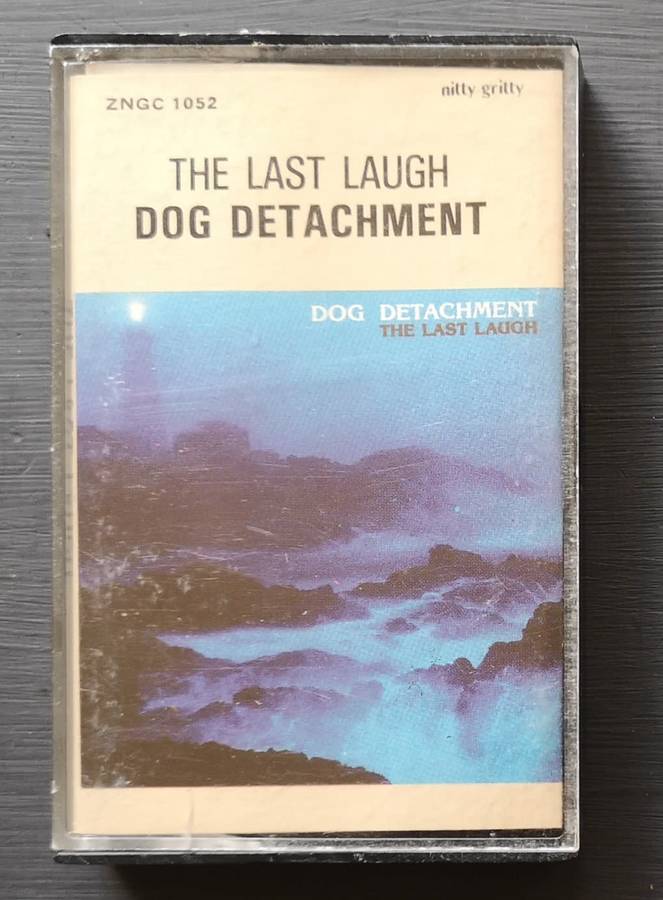 ZNGC 1052
nitty gritty
THE LAST LAUGH
DOG DETACHMENT
DOG DETACHMENT
THE LAST LAUGH